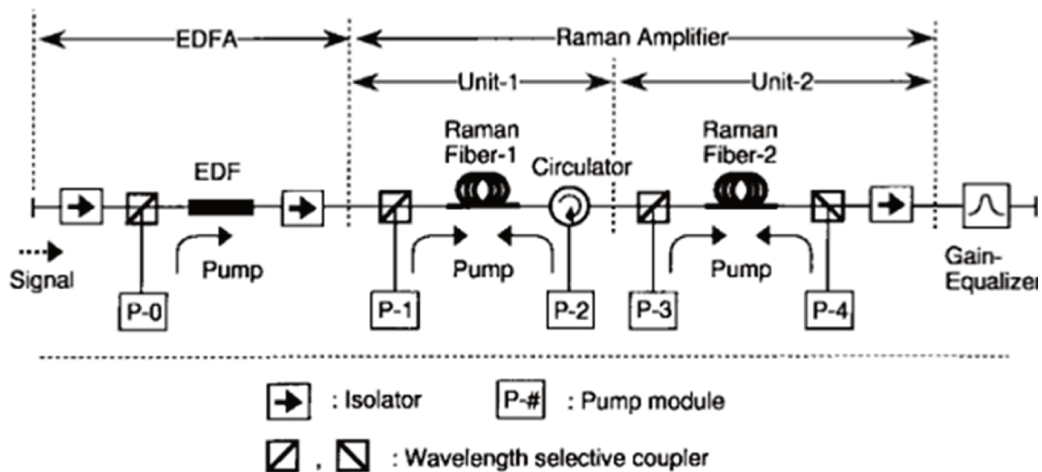 EDFA
Raman Amplifier
Unit-1
Unit-2
Raman
Fiber-1
Circulator
Raman
Fiber-2
EDF
Signal
Pump
Pump
Pump
Gain-
Equalizer
P-0
P-1
P-2
P-3
P-4
: Isolator
P-#
: Pump module
, 
: Wavelength selective coupler